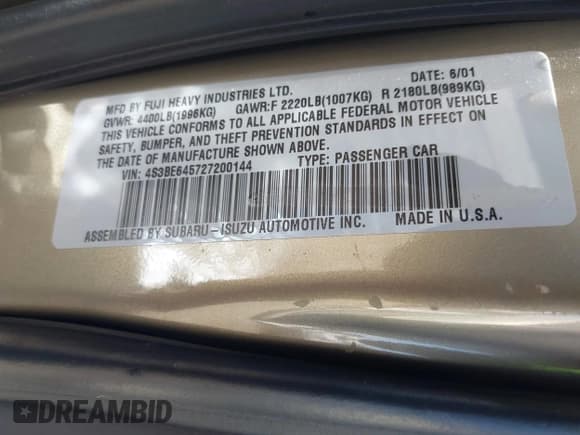 MFD BY FUJI HEAVY INDUSTRIES LTD. DATE: 6/01
GVWR: 4400LB(1996KG) GAWR:F 2220LB(1007KG) R 2180LB(989KG)
THIS VEHICLE CONFORMS TO ALL APPLICABLE FEDERAL MOTOR VEHICLE
SAFETY, BUMPER, AND THEFT PREVENTION STANDARDS IN EFFECT ON
THE DATE OF MANUFACTURE SHOWN ABOVE.
VIN: 4S3BE645727200144 TYPE: PASSENGER CAR
ASSEMBLED BY SUBARU-ISUZU AUTOMOTIVE INC. MADE IN U.S.A.
DREAMBID